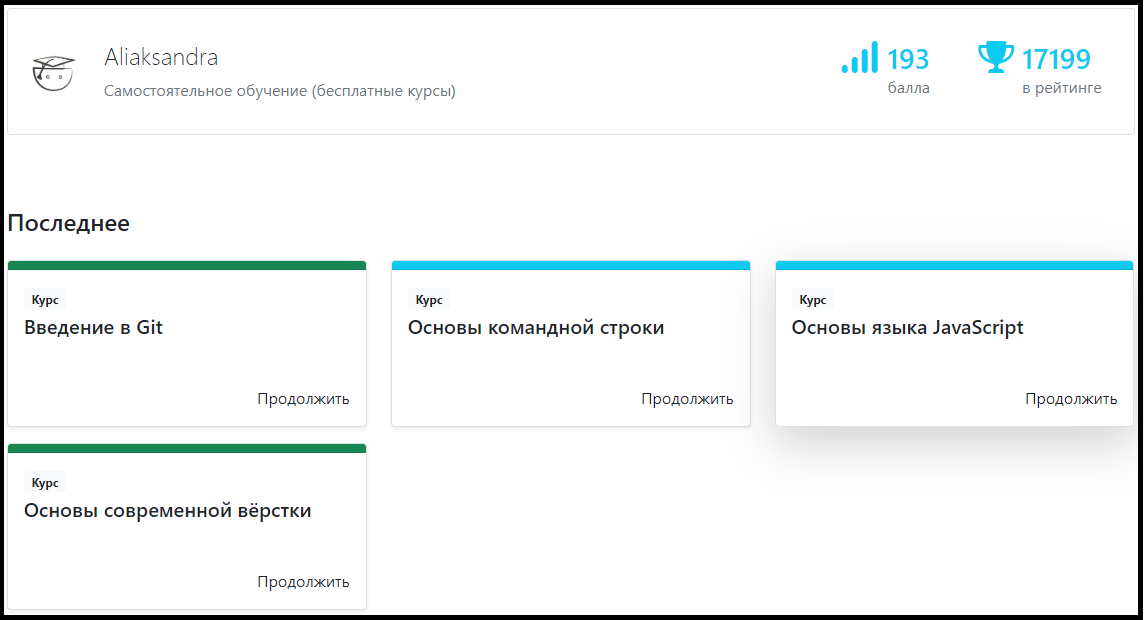 Aliaksandra
Самостоятельное обучение (бесплатные курсы)
193
балла
17199
в рейтинге
Последнее
Курс
Введение в Git
Продолжить
Курс
Основы командной строки
Продолжить
Курс
Основы языка JavaScript
Продолжить
Курс
Основы современной вёрстки
Продолжить